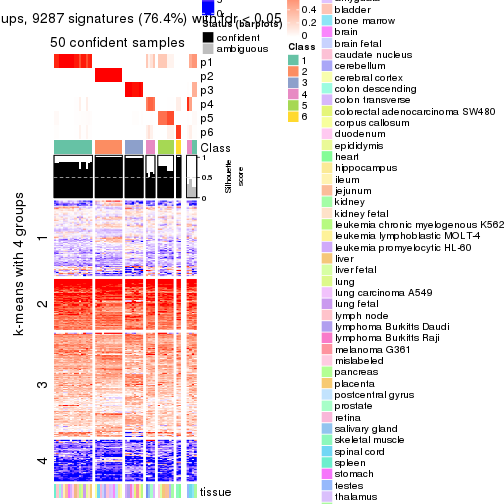 ups, 9287 signatures (76.4%) with fdr < 0.05
50 confident samples
p1
p2
p3
p4
p5
p6
Class
1
0.5
0
Silhouette
score
k-means with 4 groups
1
2
3
4
tissue
0
Status (barplots)
confident
ambiguous
0.4
0.2
0
Class
1
2
3
4
5
6
bladder
bone marrow
brain
brain fetal
caudate nucleus
cerebellum
cerebral cortex
colon descending
colon transverse
colorectal adenocarcinoma SW480
corpus callosum
duodenum
epididymis
heart
hippocampus
ileum
jejunum
kidney
kidney fetal
leukemia chronic myelogenous K562
leukemia lymphoblastic MOLT-4
leukemia promyelocytic HL-60
liver
liver fetal
lung
lung carcinoma A549
lung fetal
lymph node
lymphoma Burkitts Daudi
lymphoma Burkitts Raji
melanoma G361
mislabeled
pancreas
placenta
postcentral gyrus
prostate
retina
salivary gland
skeletal muscle
spinal cord
spleen
stomach
testes
thalamus